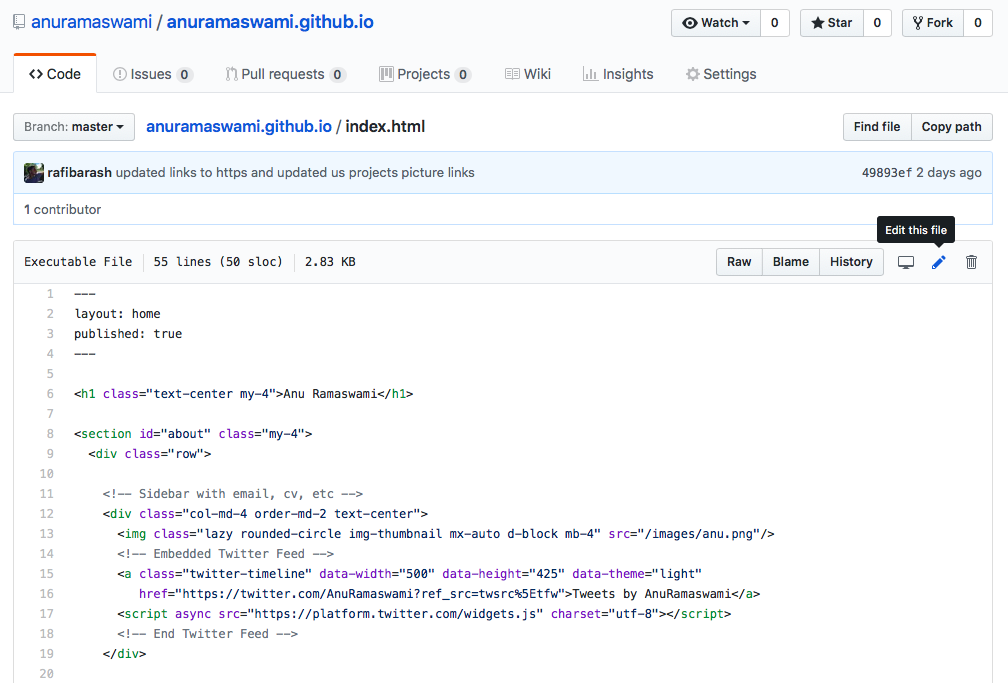 anuramaswami / anuramaswami.github.io Watch 0 Star 0 Fork 0
Code Issues 0 Pull requests 0 Projects 0 Wiki Insights Settings
Branch: master anuramaswami.github.io / index.html Find file Copy path
rafibarash updated links to https and updated us projects picture links 49893ef 2 days ago
1 contributor
Edit this file
Executable File 55 lines (50 sloc) 2.83 KB Raw Blame History
1 ---
2 layout: home
3 published: true
4 ---
5
6 <h1 class="text-center my-4">Anu Ramaswami</h1>
7
8 <section id="about" class="my-4">
9 <div class="row">
10
11 <!-- Sidebar with email, cv, etc -->
12 <div class="col-md-4 order-md-2 text-center">
13 <img class="lazy rounded-circle img-thumbnail mx-auto d-block mb-4" src="/images/anu.png"/>
14 <!-- Embedded Twitter Feed -->
15 <a class="twitter-timeline" data-width="500" data-height="425" data-theme="light"
16 href="https://twitter.com/AnuRamaswami?ref_src=twsrc%5Etfw">Tweets by AnuRamaswami</a>
17 <script async src="https://platform.twitter.com/widgets.js" charset="utf-8"></script>
18 <!-- End Twitter Feed -->
19 </div>
20